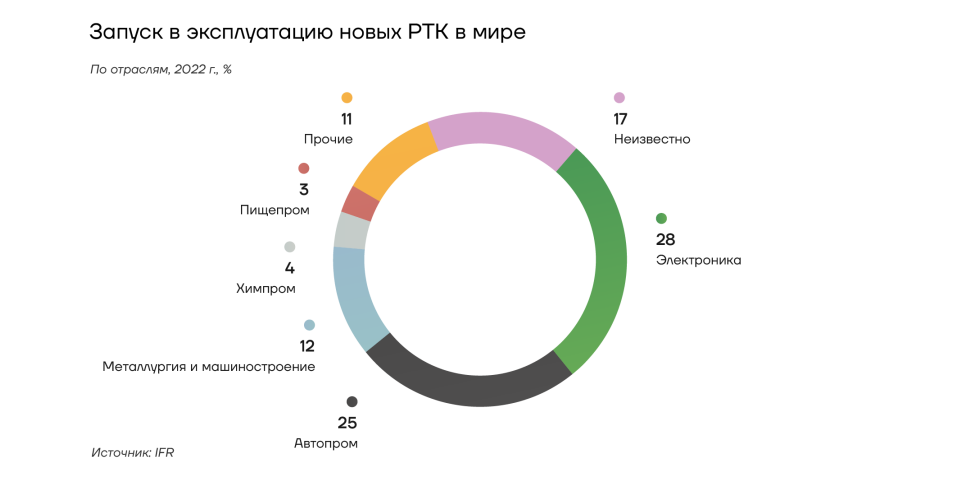 Запуск в эксплуатацию новых РТК в мире
По отраслям, 2022 г., %
11
Прочие
17
Неизвестно
3
Пищепром
28
Электроника
4
Химпром
12
Металлургия и машиностроение
25
Автопром
Источник: IFR